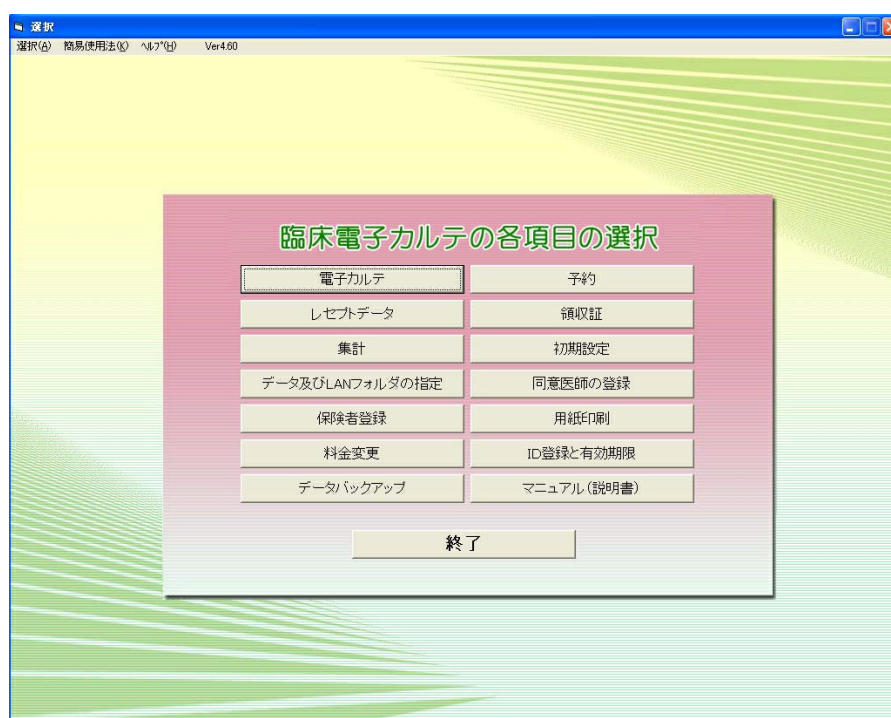 選択
選択(A) 簡易使用法(K) ヘルプ(H) Ver4.60
臨床電子カルテの各項目の選択
電子カルテ 予約
レセプトデータ 領収証
集計 初期設定
データ及びLANフォルダの指定 同意医師の登録
保険者登録 用紙印刷
料金変更 ID登録と有効期限
データバックアップ マニュアル(説明書)
終了